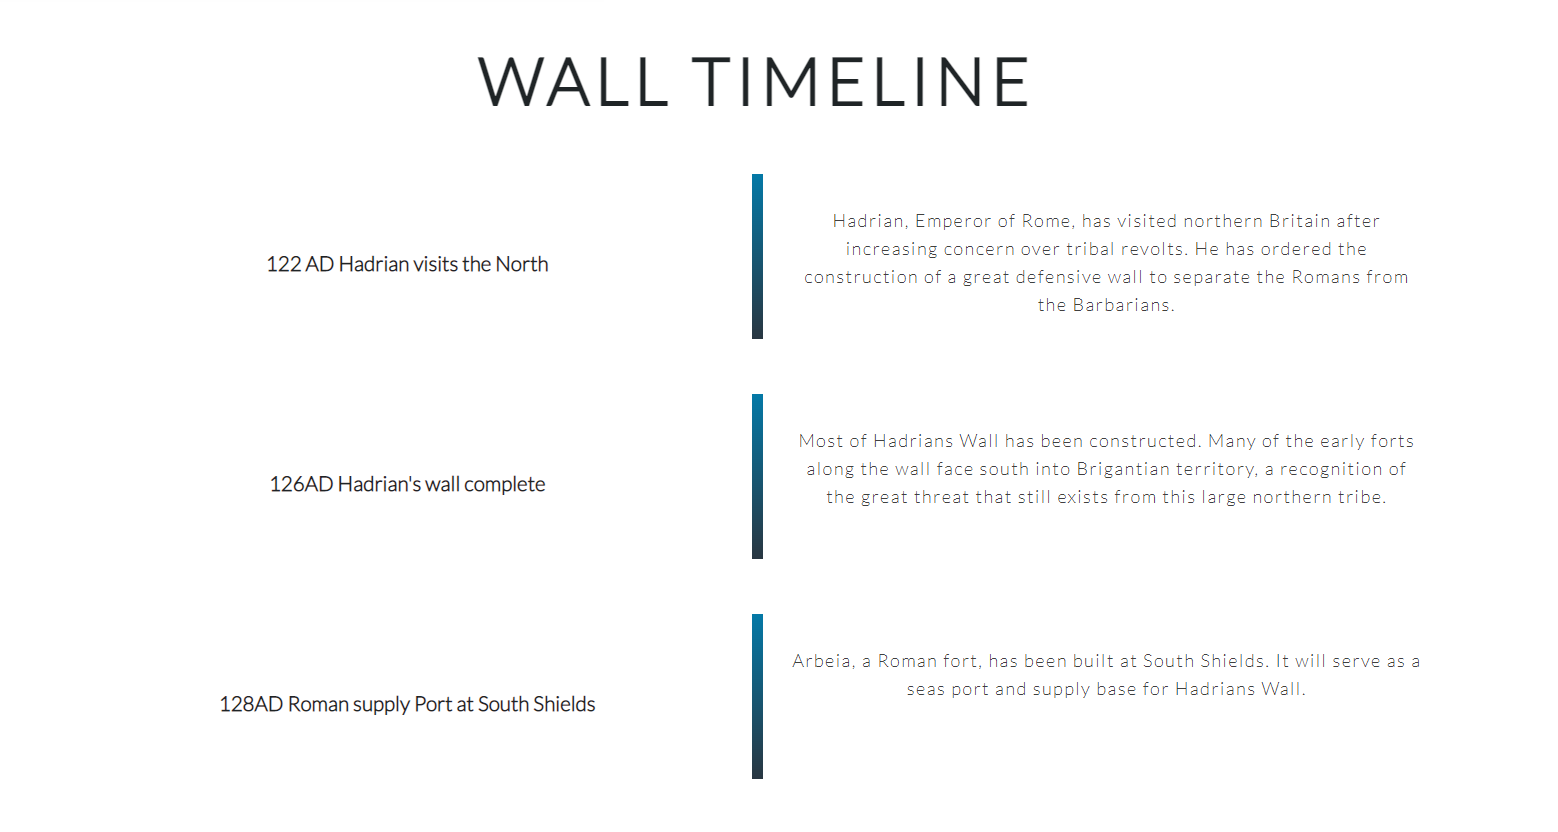 WALL TIMELINE
122 AD Hadrian visits the North
Hadrian, Emperor of Rome, has visited northern Britain after
increasing concern over tribal revolts. He has ordered the
construction of a great defensive wall to separate the Romans from
the Barbarians.
126AD Hadrian's wall complete
Most of Hadrians Wall has been constructed. Many of the early forts
along the wall face south into Brigantian territory, a recognition of
the great threat that still exists from this large northern tribe.
128AD Roman supply Port at South Shields
Arbeia, a Roman fort, has been built at South Shields. It will serve as a
seas port and supply base for Hadrians Wall.